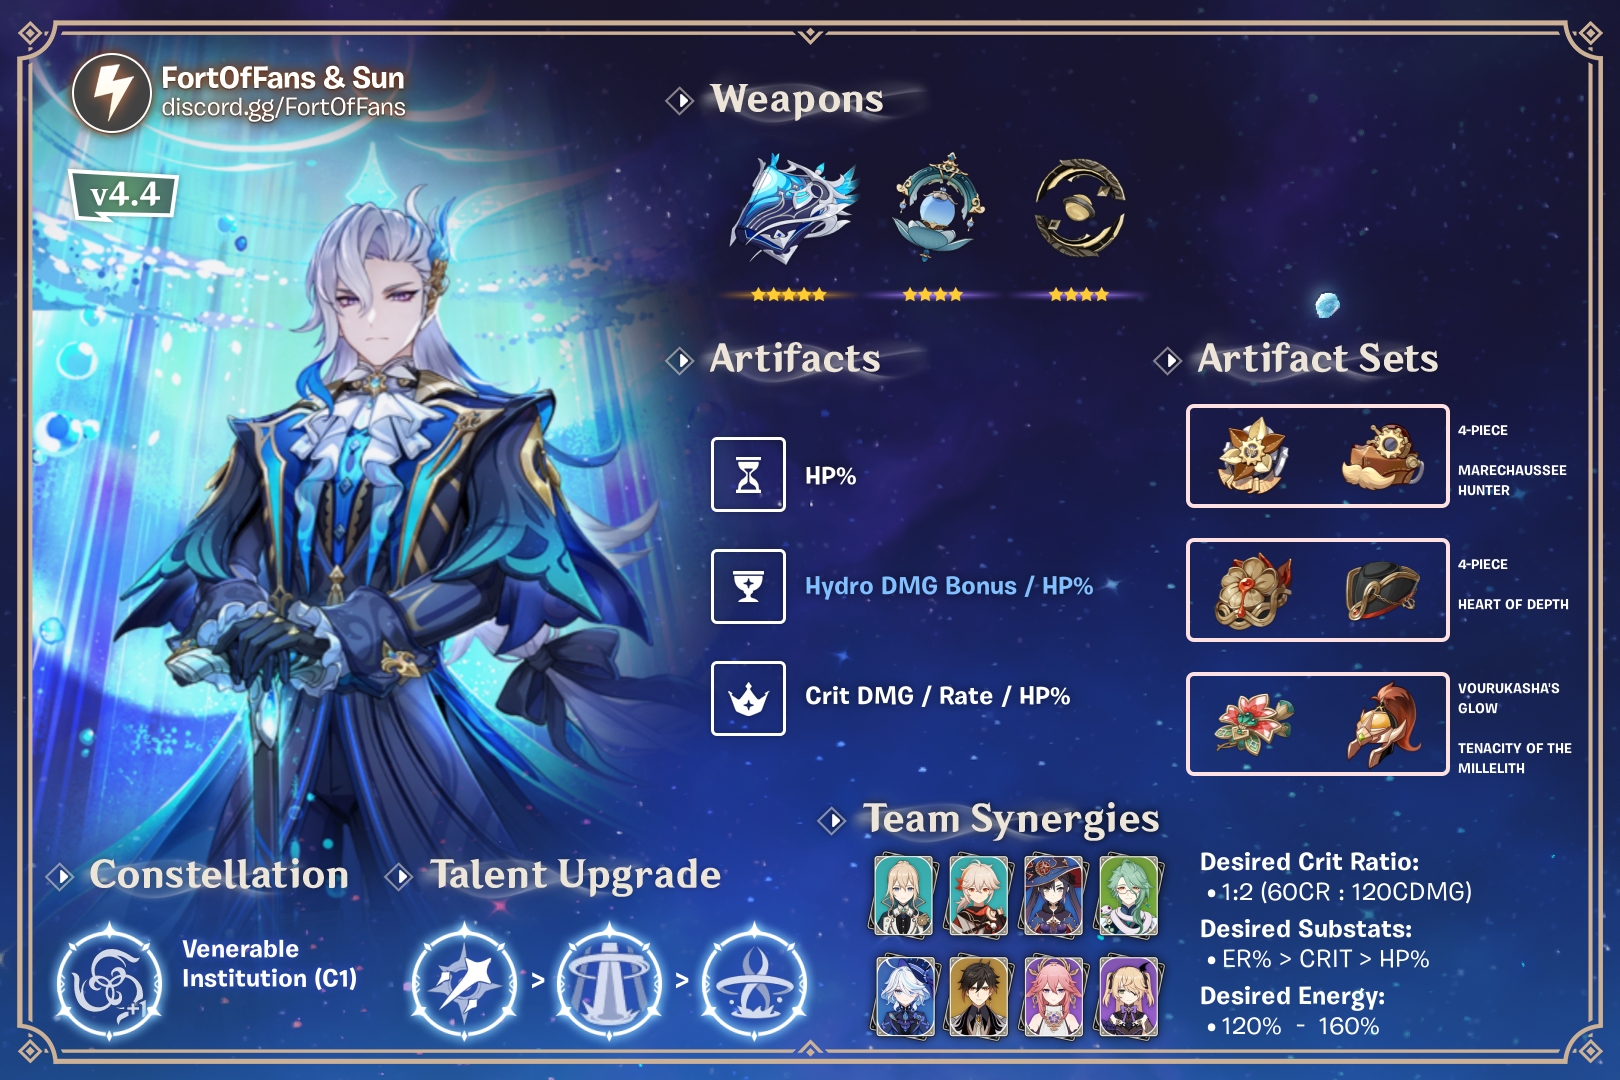 FortOfFans & Sun
discord.gg/FortOfFans
v4.4
Weapons
Artifacts
HP%
Hydro DMG Bonus / HP%
Crit DMG / Rate / HP%
Artifact Sets
4-PIECE
MARECHAUSSEE
HUNTER
4-PIECE
HEART OF DEPTH
VOURUKASHA'S
GLOW
TENACITY OF THE
MILLELITH
Constellation
+1
Venerable
Institution (C1)
Talent Upgrade
>
>
Team Synergies
Desired Crit Ratio:
• 1:2 (60CR : 120CDMG)
Desired Substats:
• ER% > CRIT > HP%
Desired Energy:
• 120% - 160%